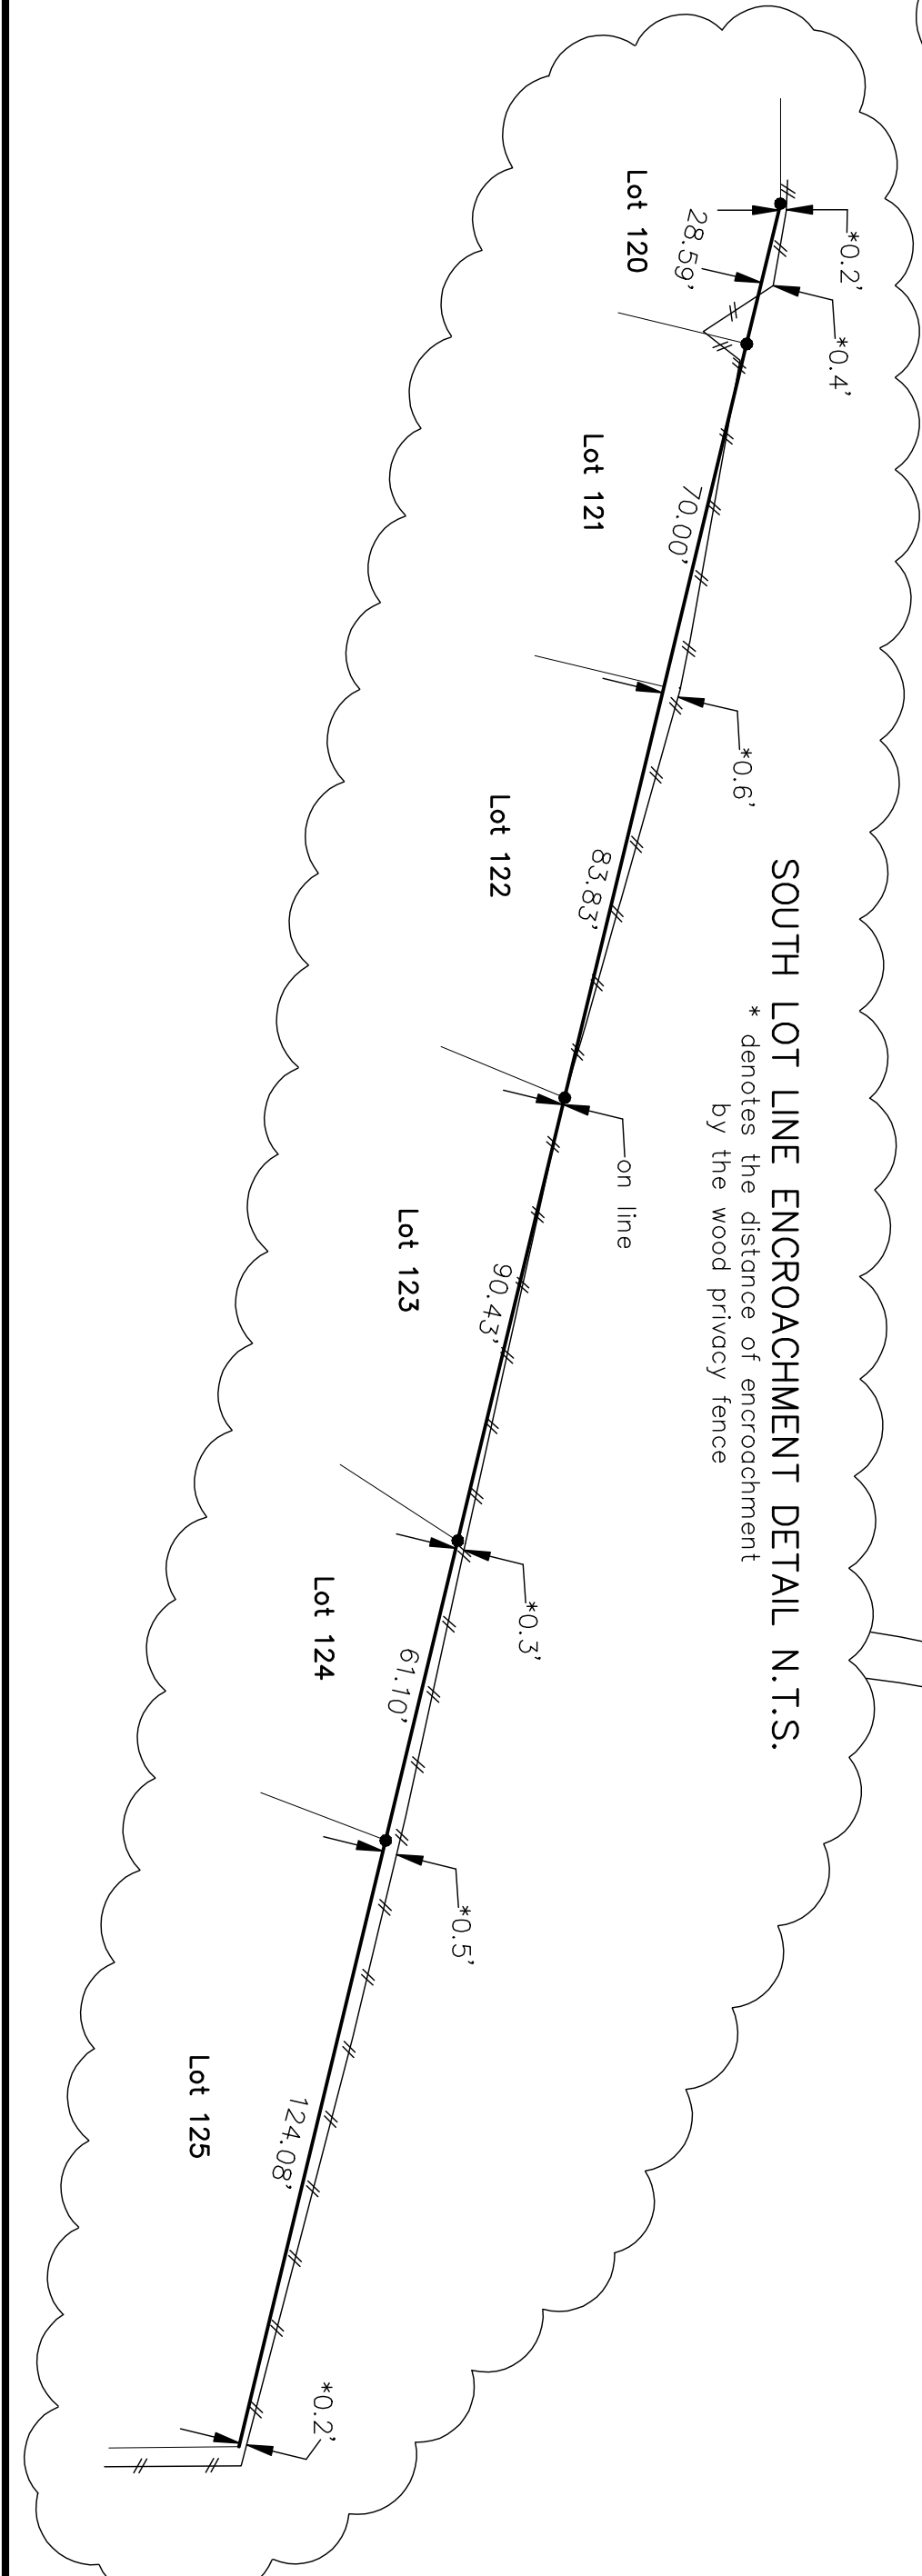 SOUTH LOT LINE ENCROACHMENT DETAIL N.T.S.
* denotes the distance of encroachment
by the wood privacy fence
*0.2'
*0.4'
28.59'
Lot 120
70.00'
Lot 121
*0.6'
83.83'
Lot 122
on line
90.43'
Lot 123
*0.3'
61.10'
Lot 124
*0.5'
124.08'
Lot 125
*0.2'